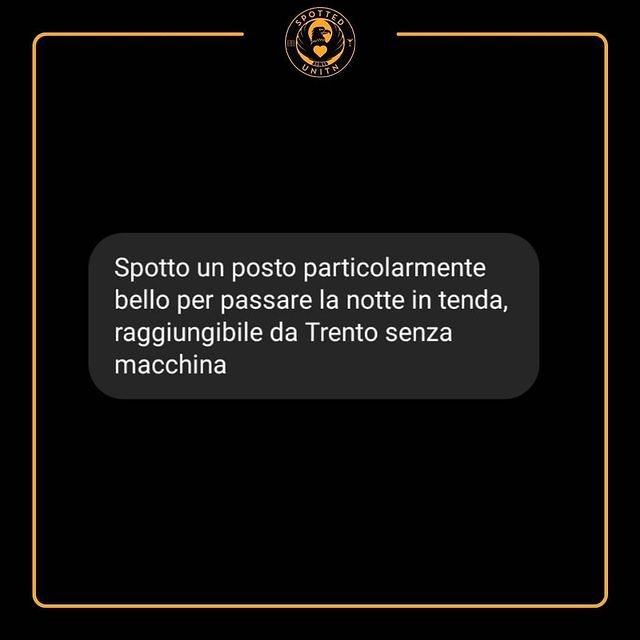 SPOTTED
UNITN
Spotto un posto particolarmente
bello per passare la notte in tenda,
raggiungibile da Trento senza
macchina